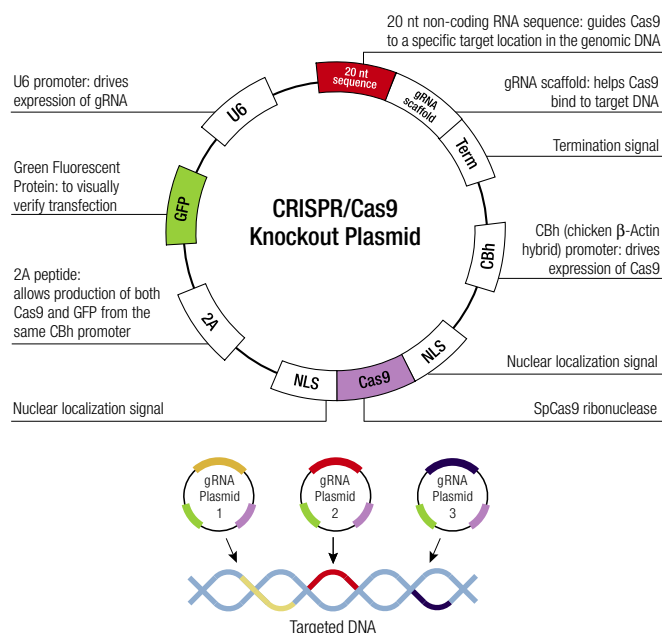 20 nt non-coding RNA sequence: guides Cas9
to a specific target location in the genomic DNA
U6 promoter: drives
expression of gRNA
gRNA scaffold: helps Cas9
bind to target DNA
Termination signal
Green Fluorescent
Protein: to visually
verify transfection
CBh (chicken β-Actin
hybrid) promoter: drives
expression of Cas9
2A peptide:
allows production of both
Cas9 and GFP from the
same CBh promoter
Nuclear localization signal
Nuclear localization signal
SpCas9 ribonuclease
20 nt
sequence
gRNA
scaffold
Term
CBh
NLS
Cas9
NLS
2A
GFP
U6
CRISPR/Cas9
Knockout Plasmid
gRNA
Plasmid
1
gRNA
Plasmid
2
gRNA
Plasmid
3
Targeted DNA